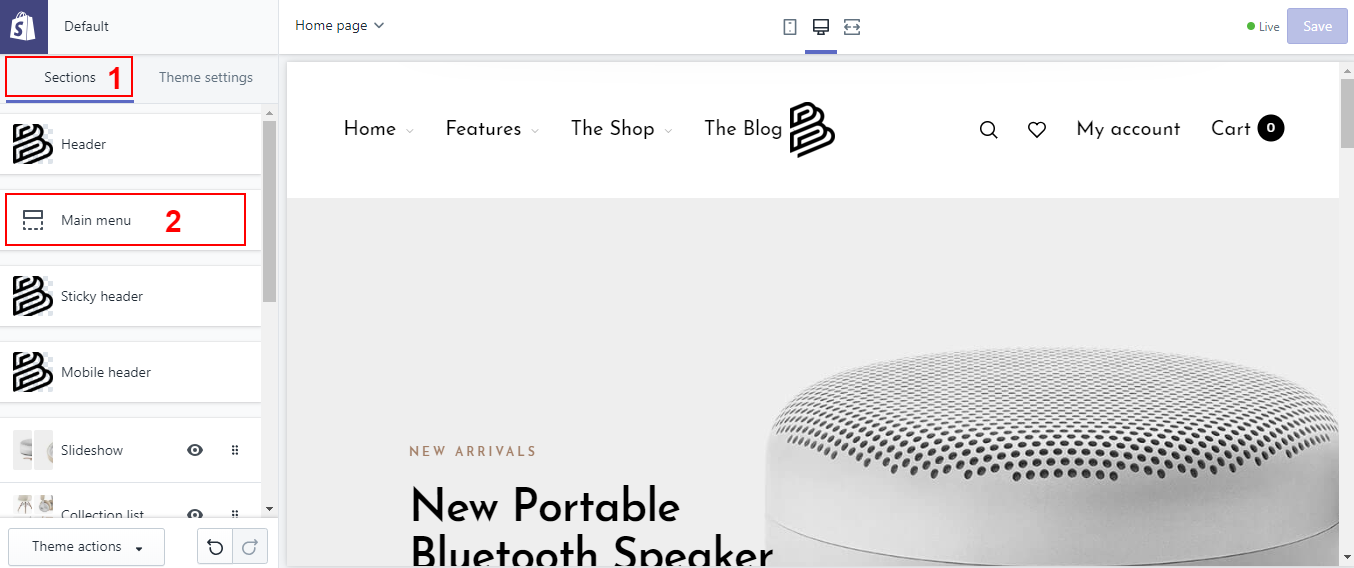 Default
Home page
Live
Save
Sections 1
Theme settings
Header
Main menu 2
Sticky header
Mobile header
Slideshow
Collection list
Theme actions
Home
Features
The Shop
The Blog
My account
Cart 0
NEW ARRIVALS
New Portable
Bluetooth Speaker